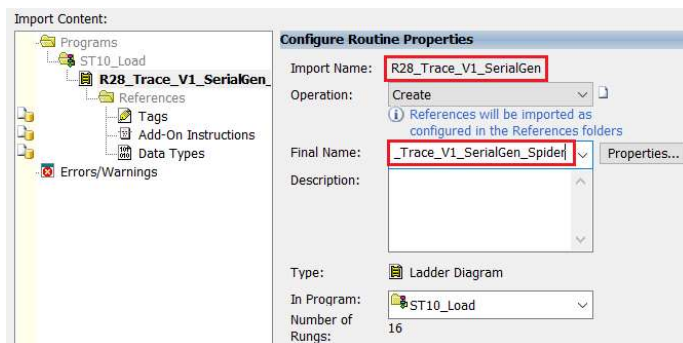 Import Content:
Programs
ST10_Load
R28_Trace_V1_SerialGen_
References
Tags
Add-On Instructions
Data Types
Errors/Warnings
Configure Routine Properties
Import Name: R28_Trace_V1_SerialGen
Operation: Create
References will be imported as
configured in the References folders
Final Name: _Trace_V1_SerialGen_Spider Properties...
Description:
Type: Ladder Diagram
In Program: ST10_Load
Number of
Rungs: 16